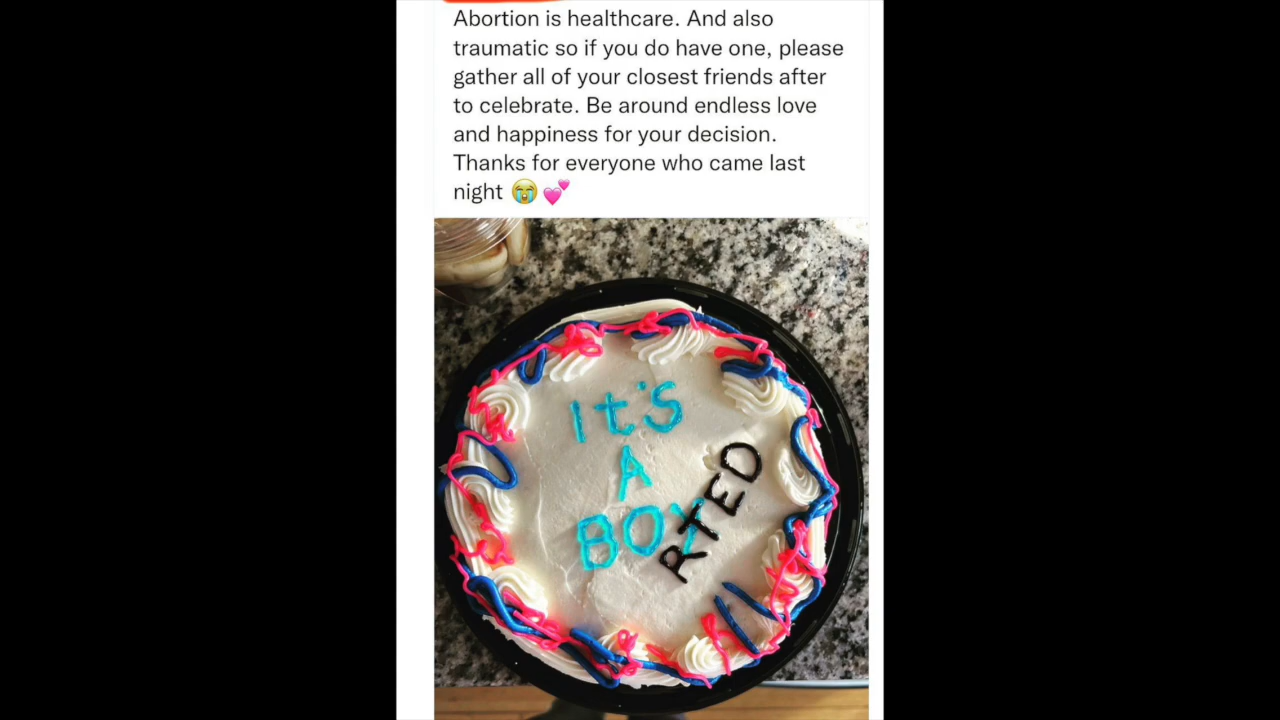 Abortion is healthcare. And also
traumatic so if you do have one, please
gather all of your closest friends after
to celebrate. Be around endless love
and happiness for your decision.
Thanks for everyone who came last
night 😭 💕
It's
A
BOY
RTED